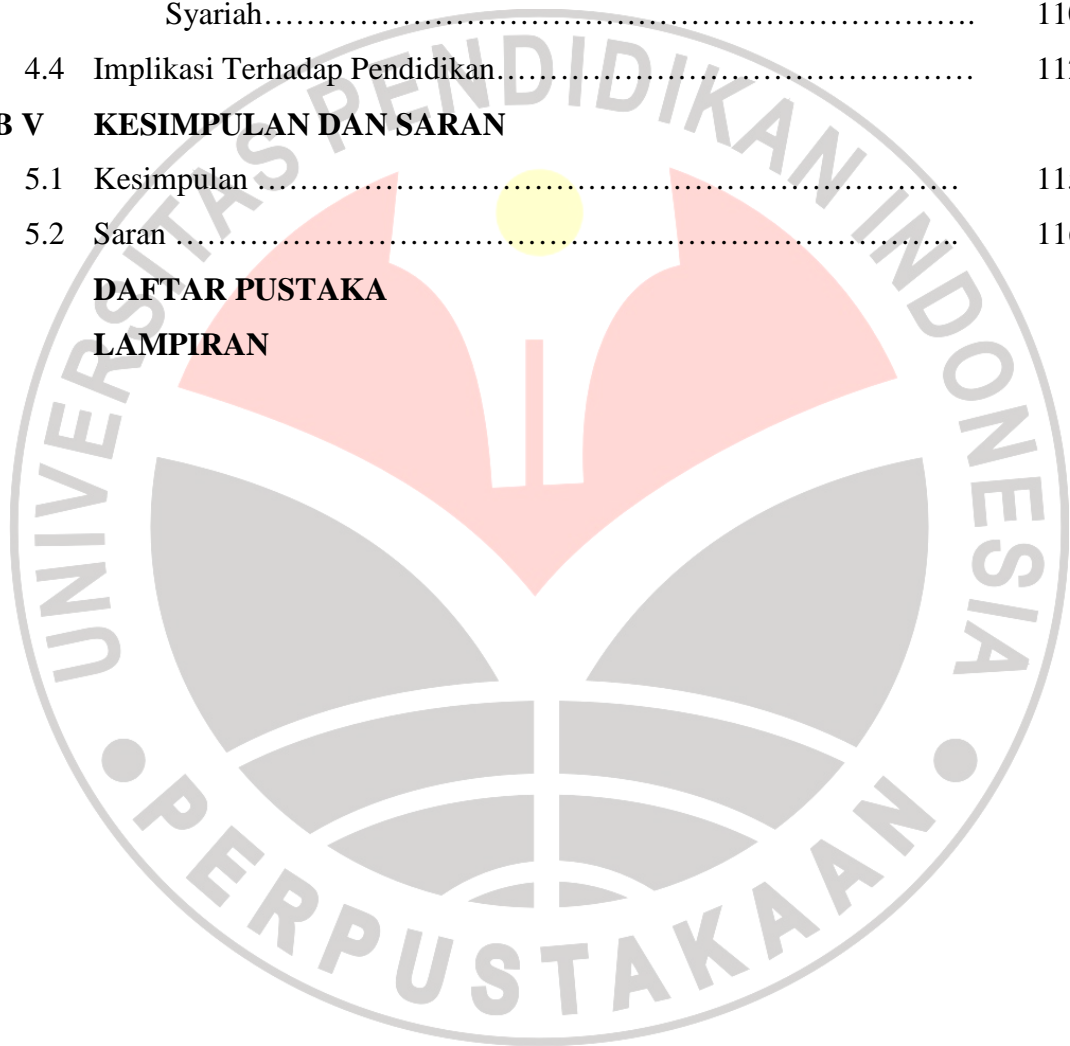 Syariah……………………………………………………………………….
4.4 Implikasi Terhadap Pendidikan………………………………………………
B V KESIMPULAN DAN SARAN
5.1 Kesimpulan ……………………………………………………………………
5.2 Saran ……………………………………………………………………………..
DAFTAR PUSTAKA
LAMPIRAN
UNIVERSITAS PENDIDIKAN INDONESIA
PERPUSTAKAAN